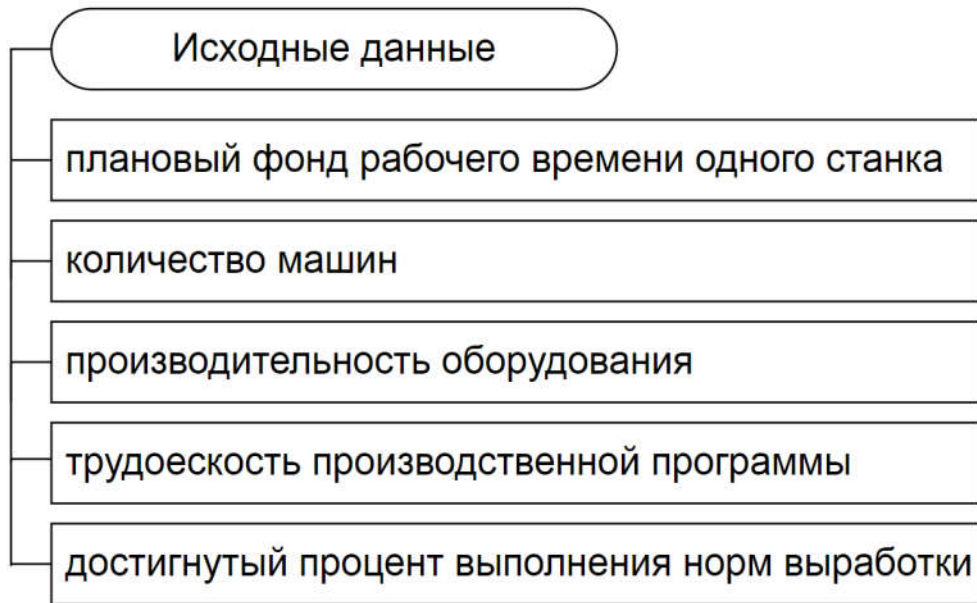 Исходные данные
плановый фонд рабочего времени одного станка
количество машин
производительность оборудования
трудоескость производственной программы
достигнутый процент выполнения норм выработки